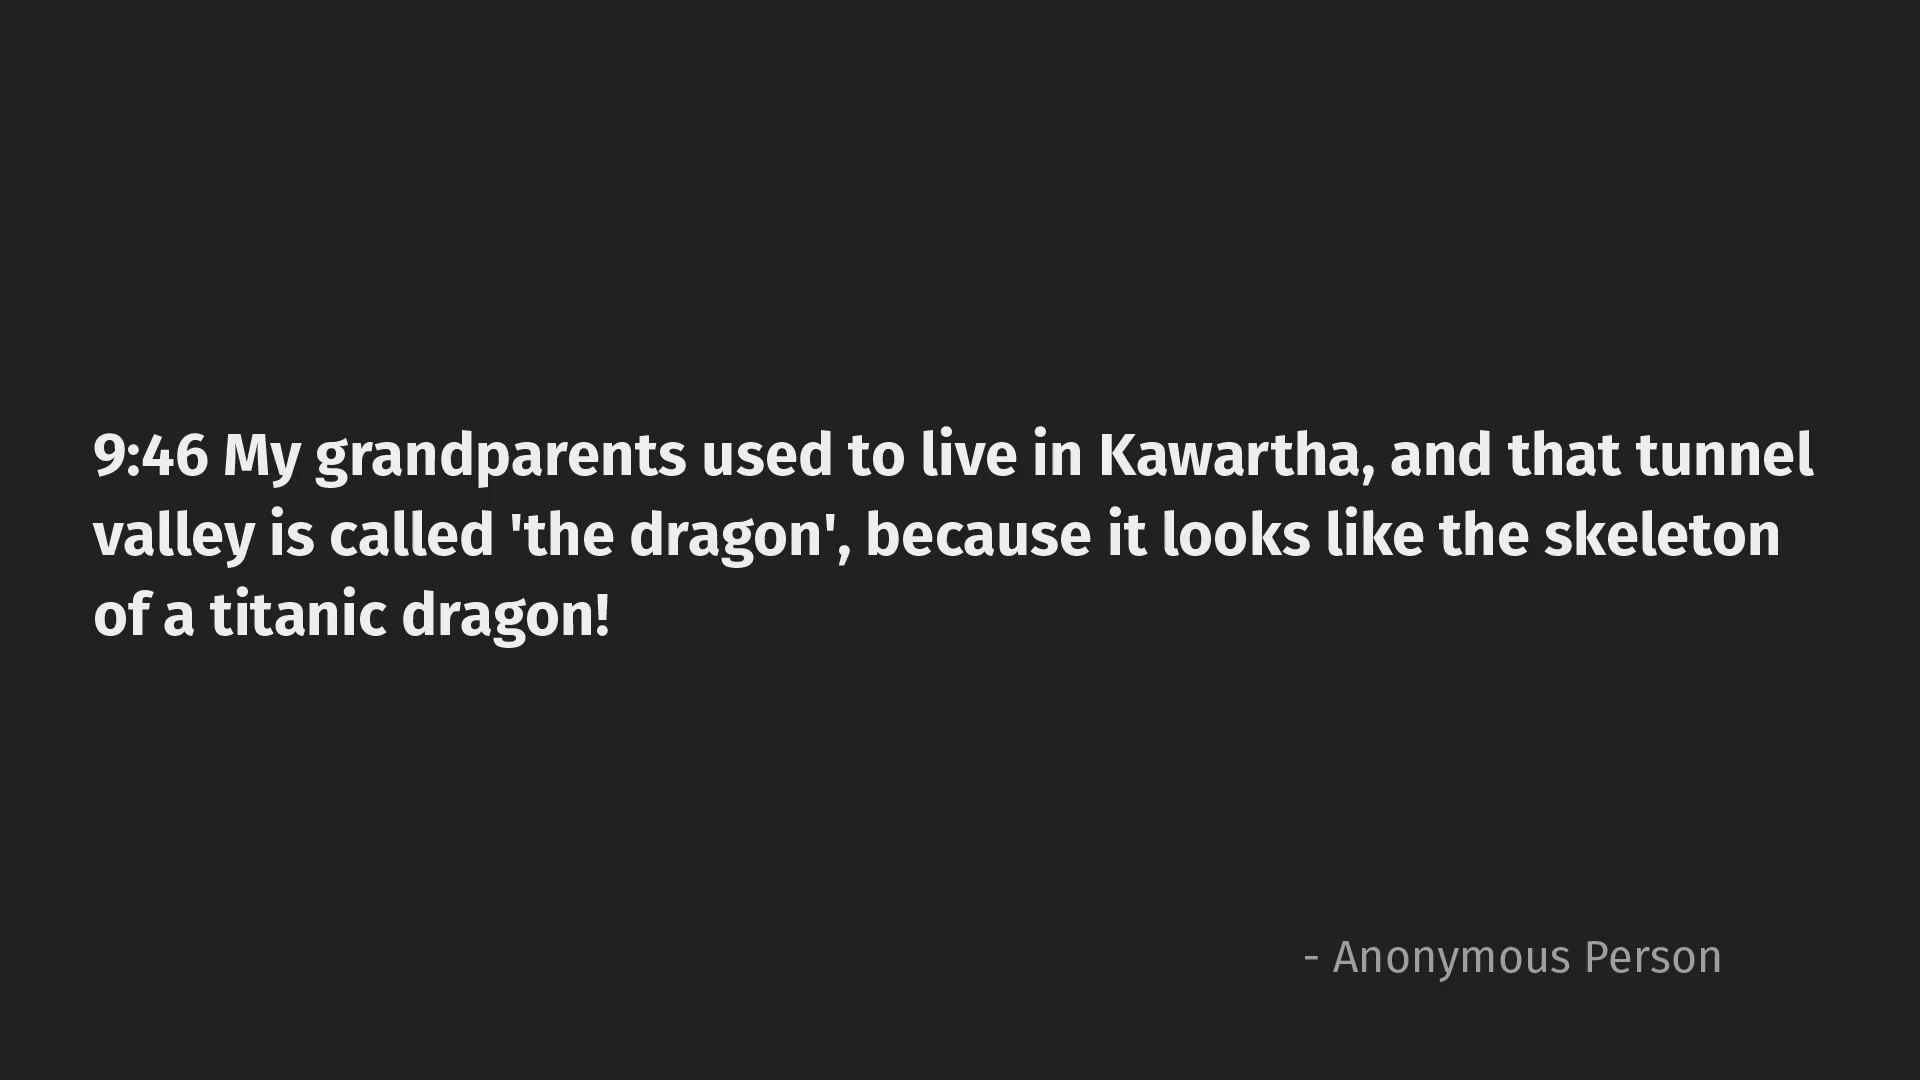 9:46 My grandparents used to live in Kawartha, and that tunnel
valley is called 'the dragon', because it looks like the skeleton
of a titanic dragon!
- Anonymous Person